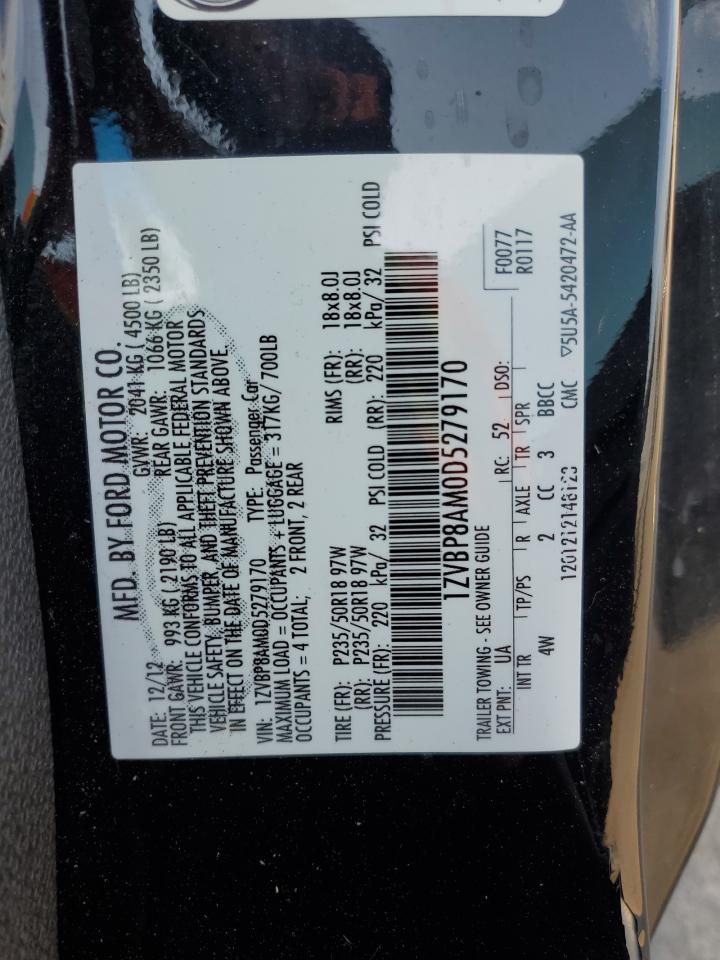 MFD. BY FORD MOTOR CO.
DATE: 12/12 GVWR: 2041 KG ( 4500 LB)
FRONT GAWR: 993 KG ( 2190 LB) REAR GAWR: 1066 KG ( 2350 LB)
THIS VEHICLE CONFORMS TO ALL APPLICABLE FEDERAL MOTOR
VEHICLE SAFETY, BUMPER, AND THEFT PREVENTION STANDARDS
IN EFFECT ON THE DATE OF MANUFACTURE SHOWN ABOVE.
VIN: 1ZVBP8AM0D5279170 TYPE: Passenger Car
MAXIMUM LOAD = OCCUPANTS + LUGGAGE = 317KG/ 700LB
OCCUPANTS = 4 TOTAL; 2 FRONT, 2 REAR
TIRE (FR): P235/50R18 97W RIMS (FR): 18x8.0J
(RR): P235/50R18 97W (RR): 18x8.0J
PRESSURE (FR): 220 kPa/ 32 PSI COLD (RR): 220 kPa/ 32 PSI COLD
1ZVBP8AM0D5279170
F0077
TRAILER TOWING - SEE OWNER GUIDE R0117
EXT PNT: UA RC: 52 DSO:
INT TR TP/PS R AXLE TR SPR
4W 2 CC 3 BBCC
CMC ▽5U5A-5420472-AA